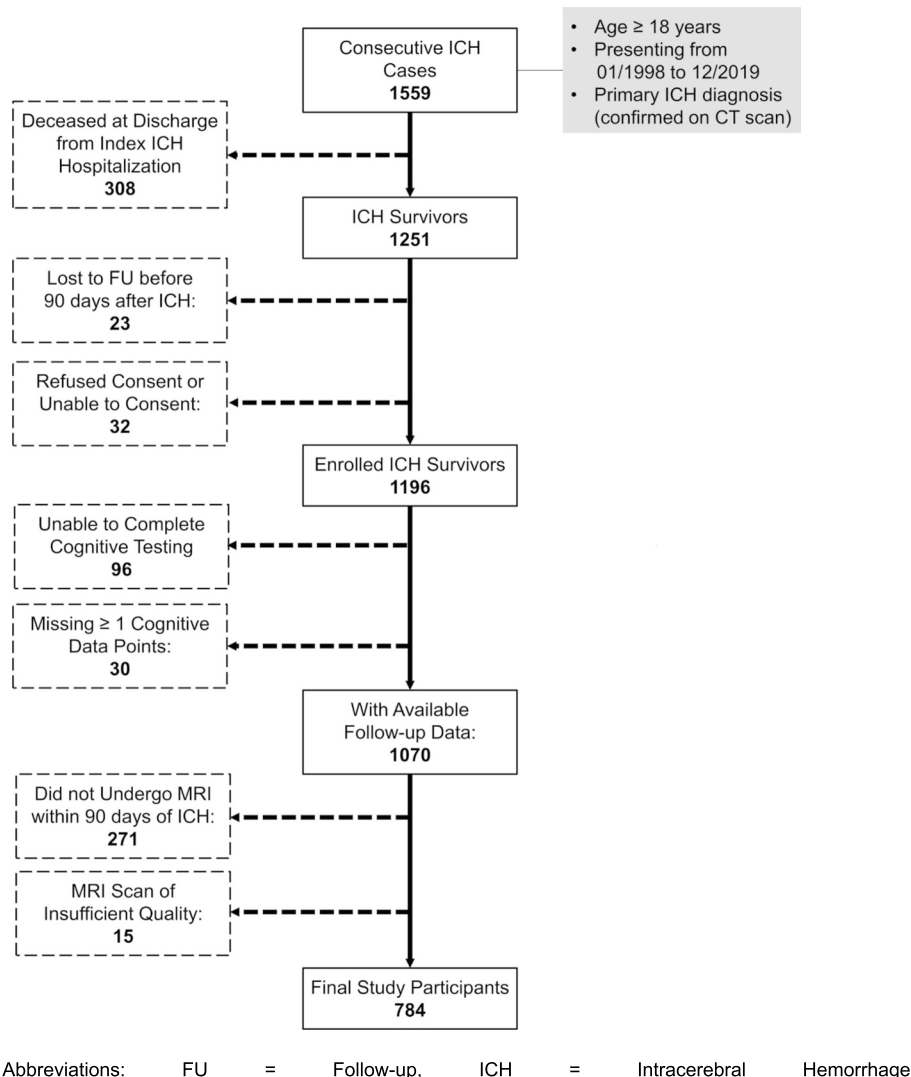 Consecutive ICH
Cases
1559
• Age ≥ 18 years
• Presenting from
01/1998 to 12/2019
• Primary ICH diagnosis
(confirmed on CT scan)
Deceased at Discharge
from Index ICH
Hospitalization
308
ICH Survivors
1251
Lost to FU before
90 days after ICH:
23
Refused Consent or
Unable to Consent:
32
Enrolled ICH Survivors
1196
Unable to Complete
Cognitive Testing
96
Missing ≥ 1 Cognitive
Data Points:
30
With Available
Follow-up Data:
1070
Did not Undergo MRI
within 90 days of ICH:
271
MRI Scan of
Insufficient Quality:
15
Final Study Participants
784
Abbreviations: FU = Follow-up, ICH = Intracerebral Hemorrhage